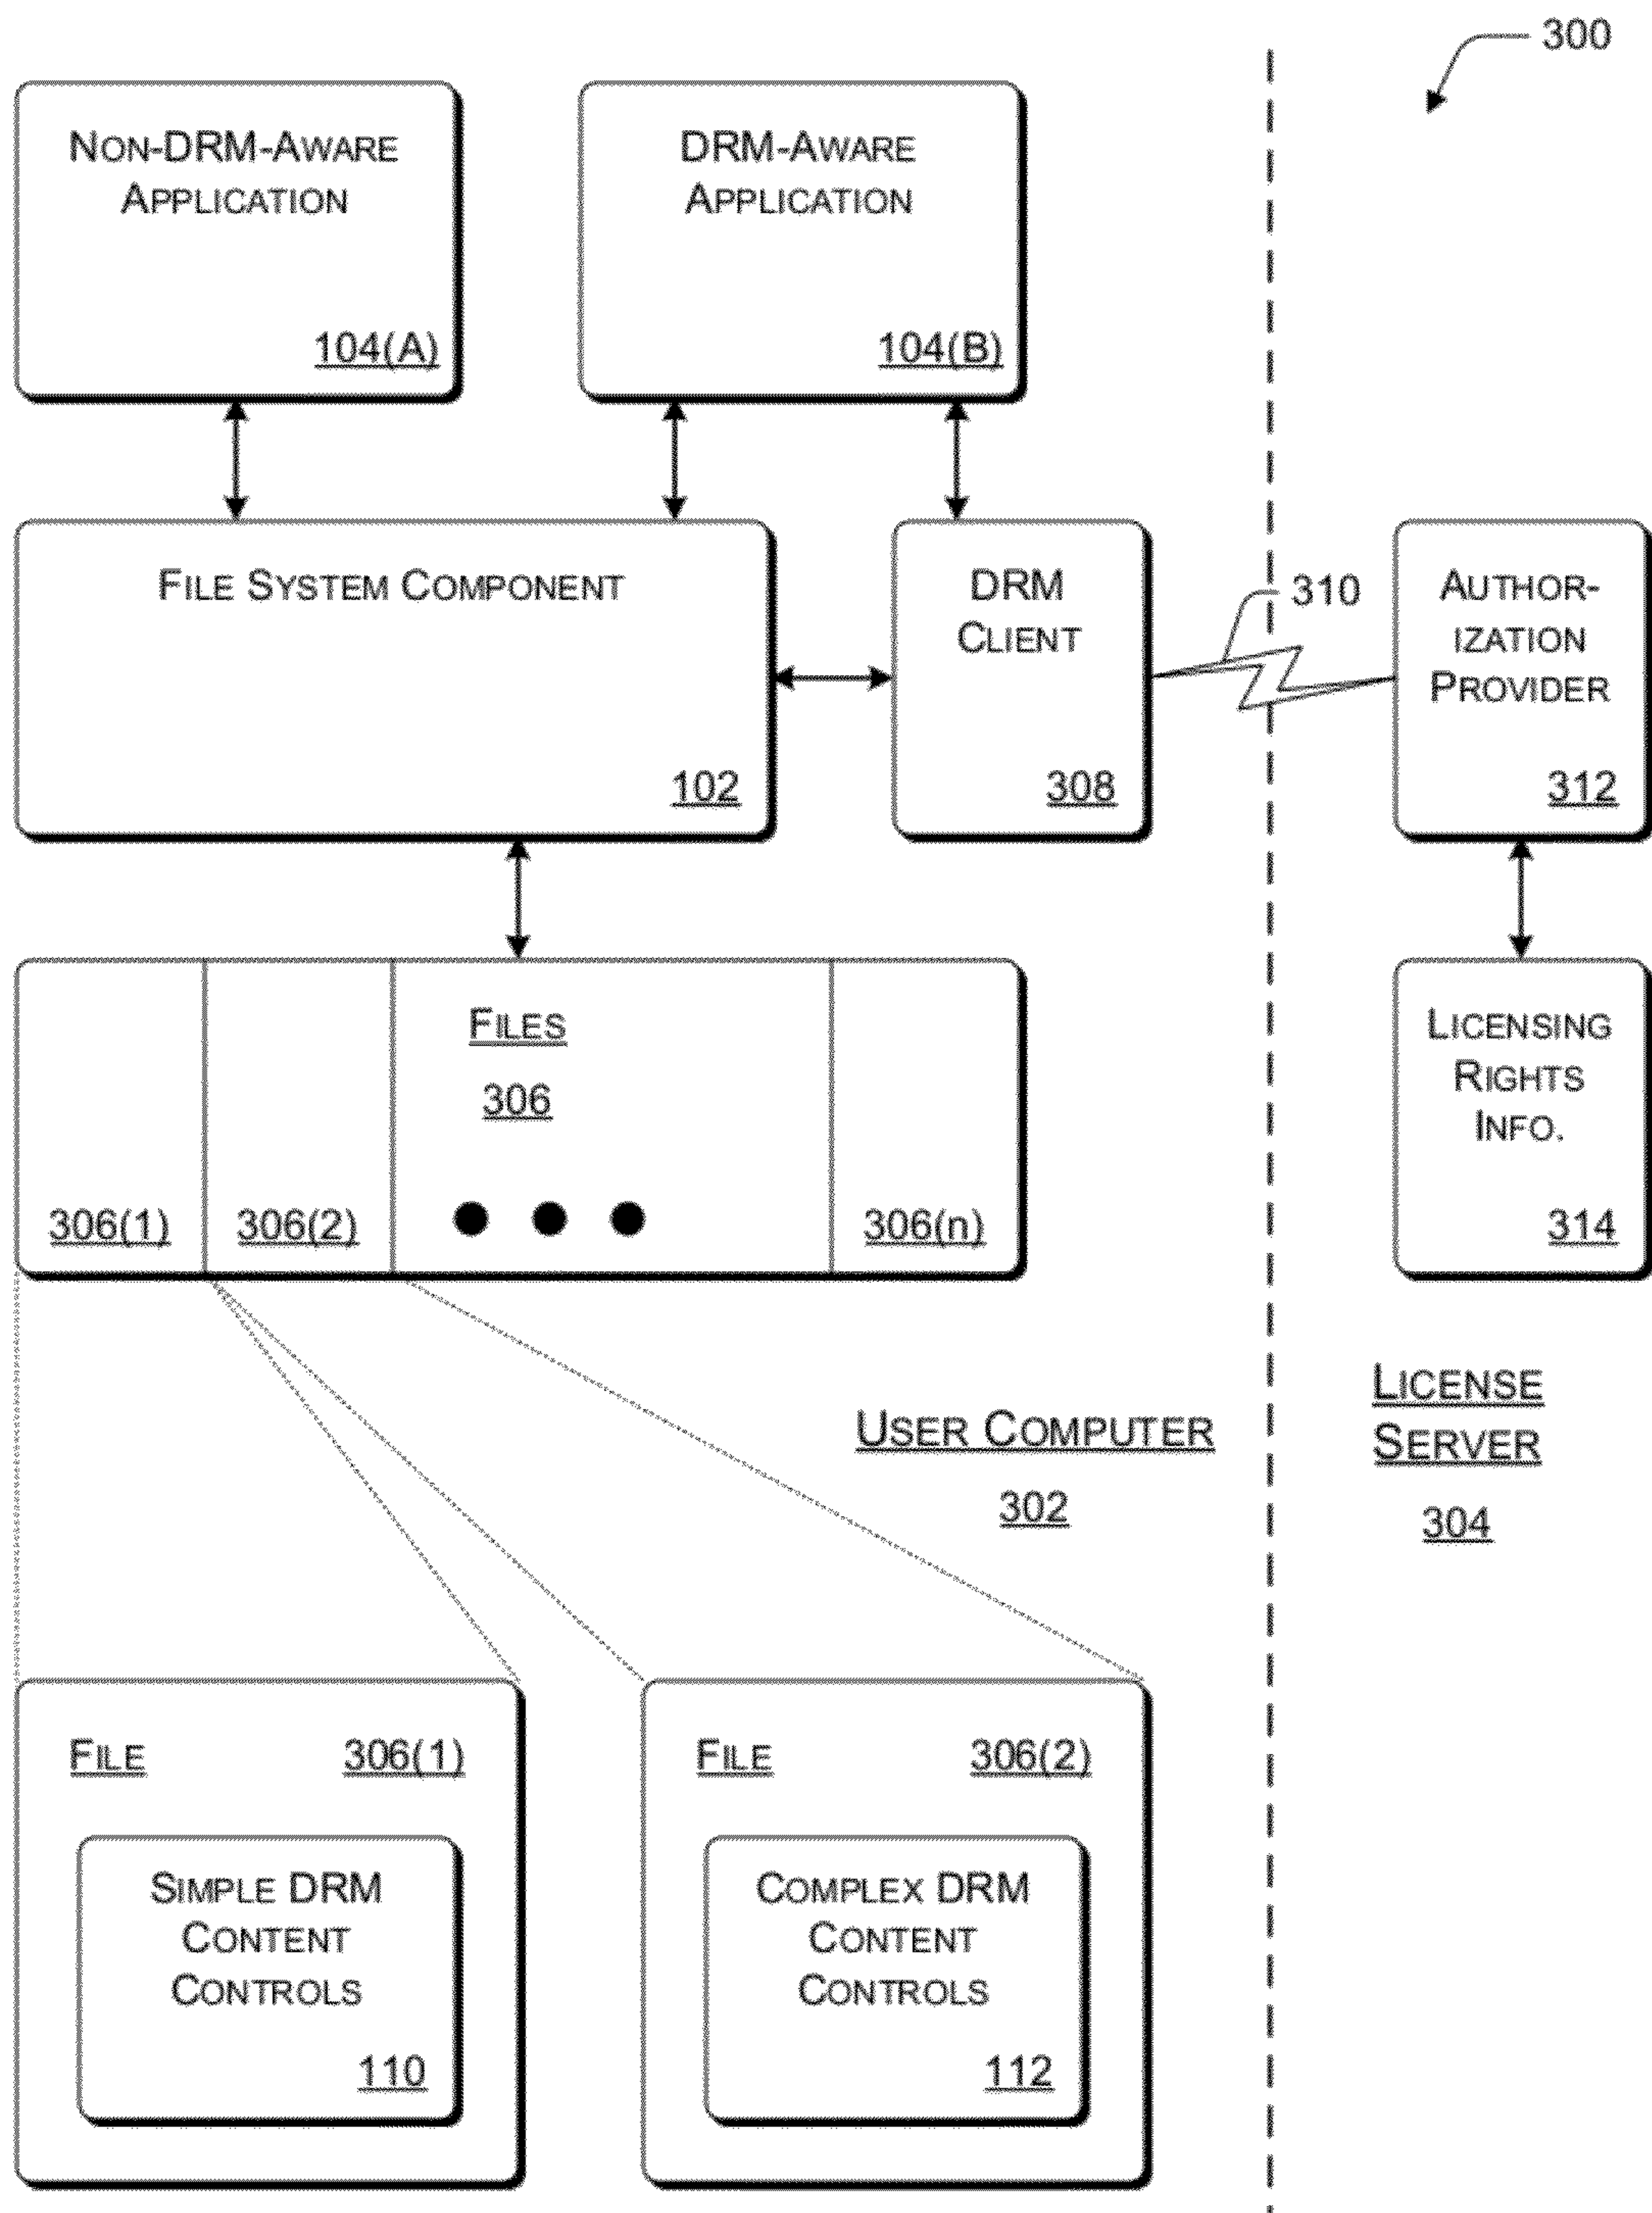 300
NON-DRM-AWARE
APPLICATION
104(A)
DRM-AWARE
APPLICATION
104(B)
FILE SYSTEM COMPONENT
102
DRM
CLIENT
308
310
AUTHOR-
IZATION
PROVIDER
312
FILES
306
306(1)
306(2)
306(n)
LICENSING
RIGHTS
INFO.
314
USER COMPUTER
302
LICENSE
SERVER
304
FILE 306(1)
SIMPLE DRM
CONTENT
CONTROLS
110
FILE 306(2)
COMPLEX DRM
CONTENT
CONTROLS
112